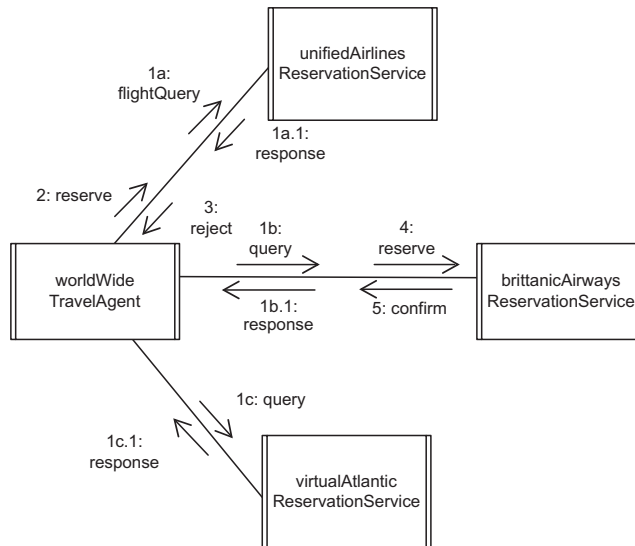 unifiedAirlines
ReservationService
1a:
flightQuery
1a.1:
response
2: reserve
3:
reject
1b:
query
4:
reserve
worldWide
TravelAgent
brittanicAirways
ReservationService
1b.1:
response
5: confirm
1c: query
1c.1:
response
virtualAtlantic
ReservationService